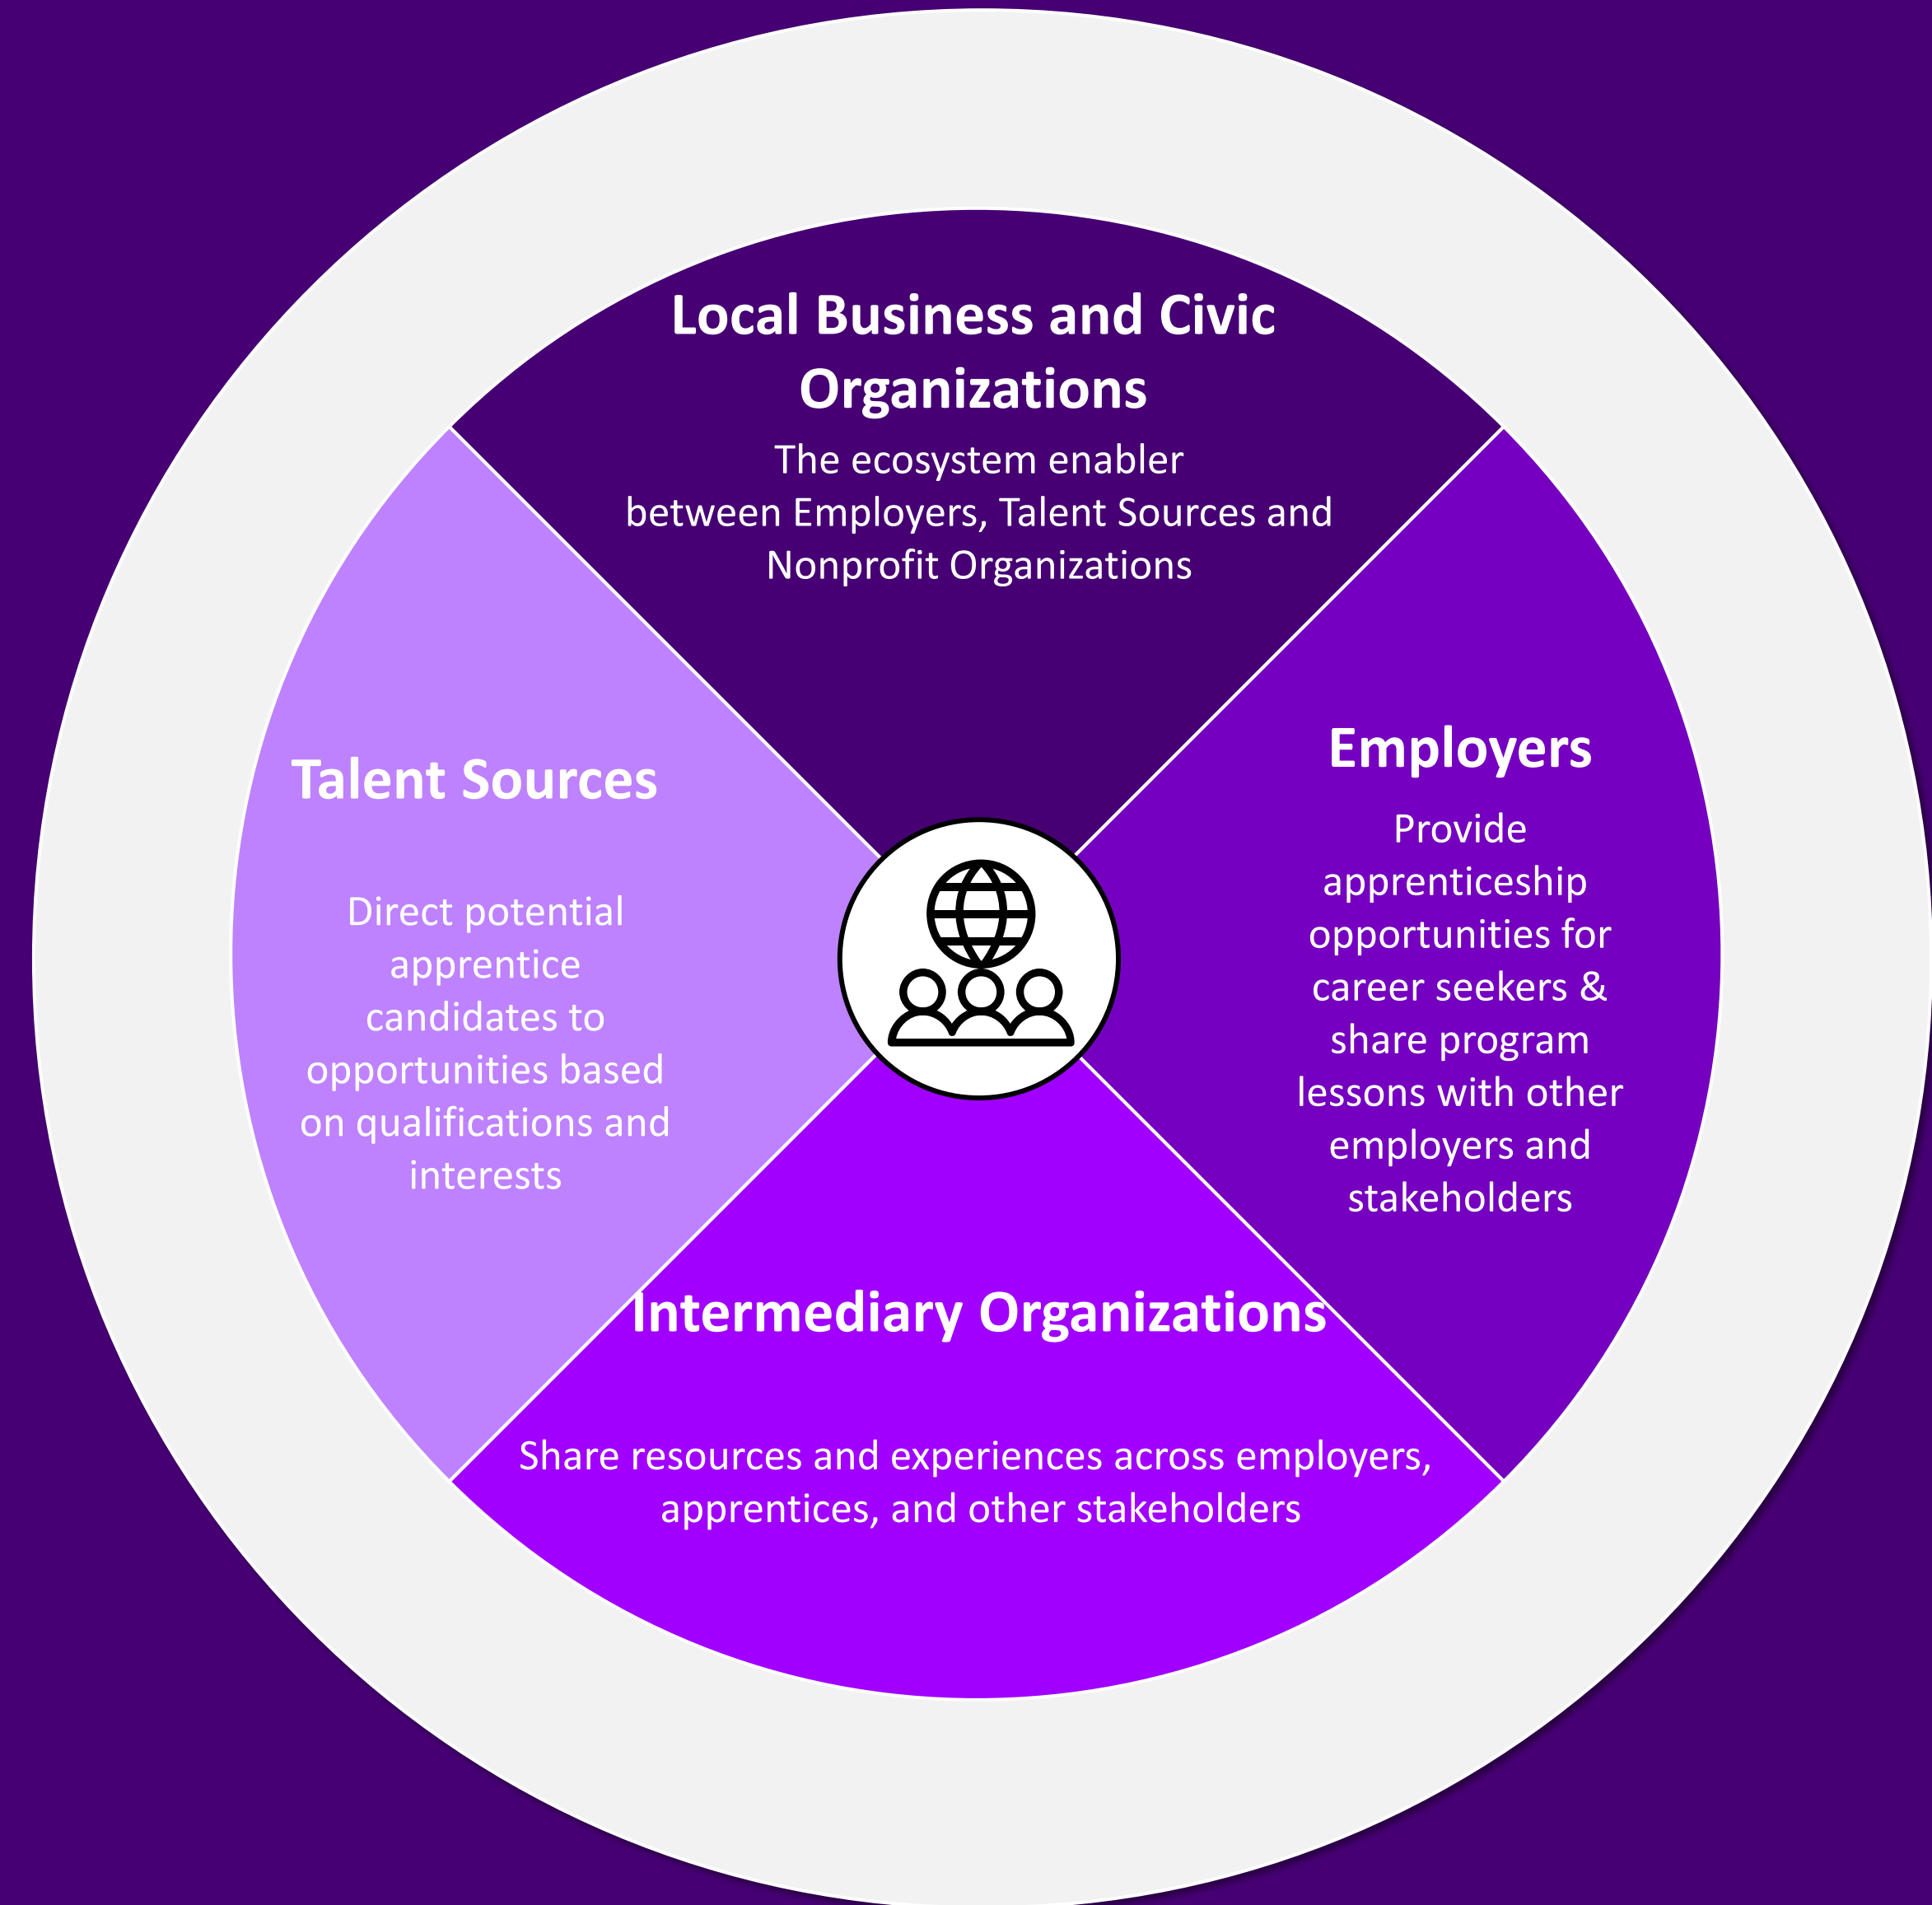 Local Business and Civic
Organizations
The ecosystem enabler
between Employers, Talent Sources and
Nonprofit Organizations
Employers
Provide
apprenticeship
opportunities for
career seekers &
share program
lessons with other
employers and
stakeholders
Talent Sources
Direct potential
apprentice
candidates to
opportunities based
on qualifications and
interests
Intermediary Organizations
Share resources and experiences across employers,
apprentices, and other stakeholders